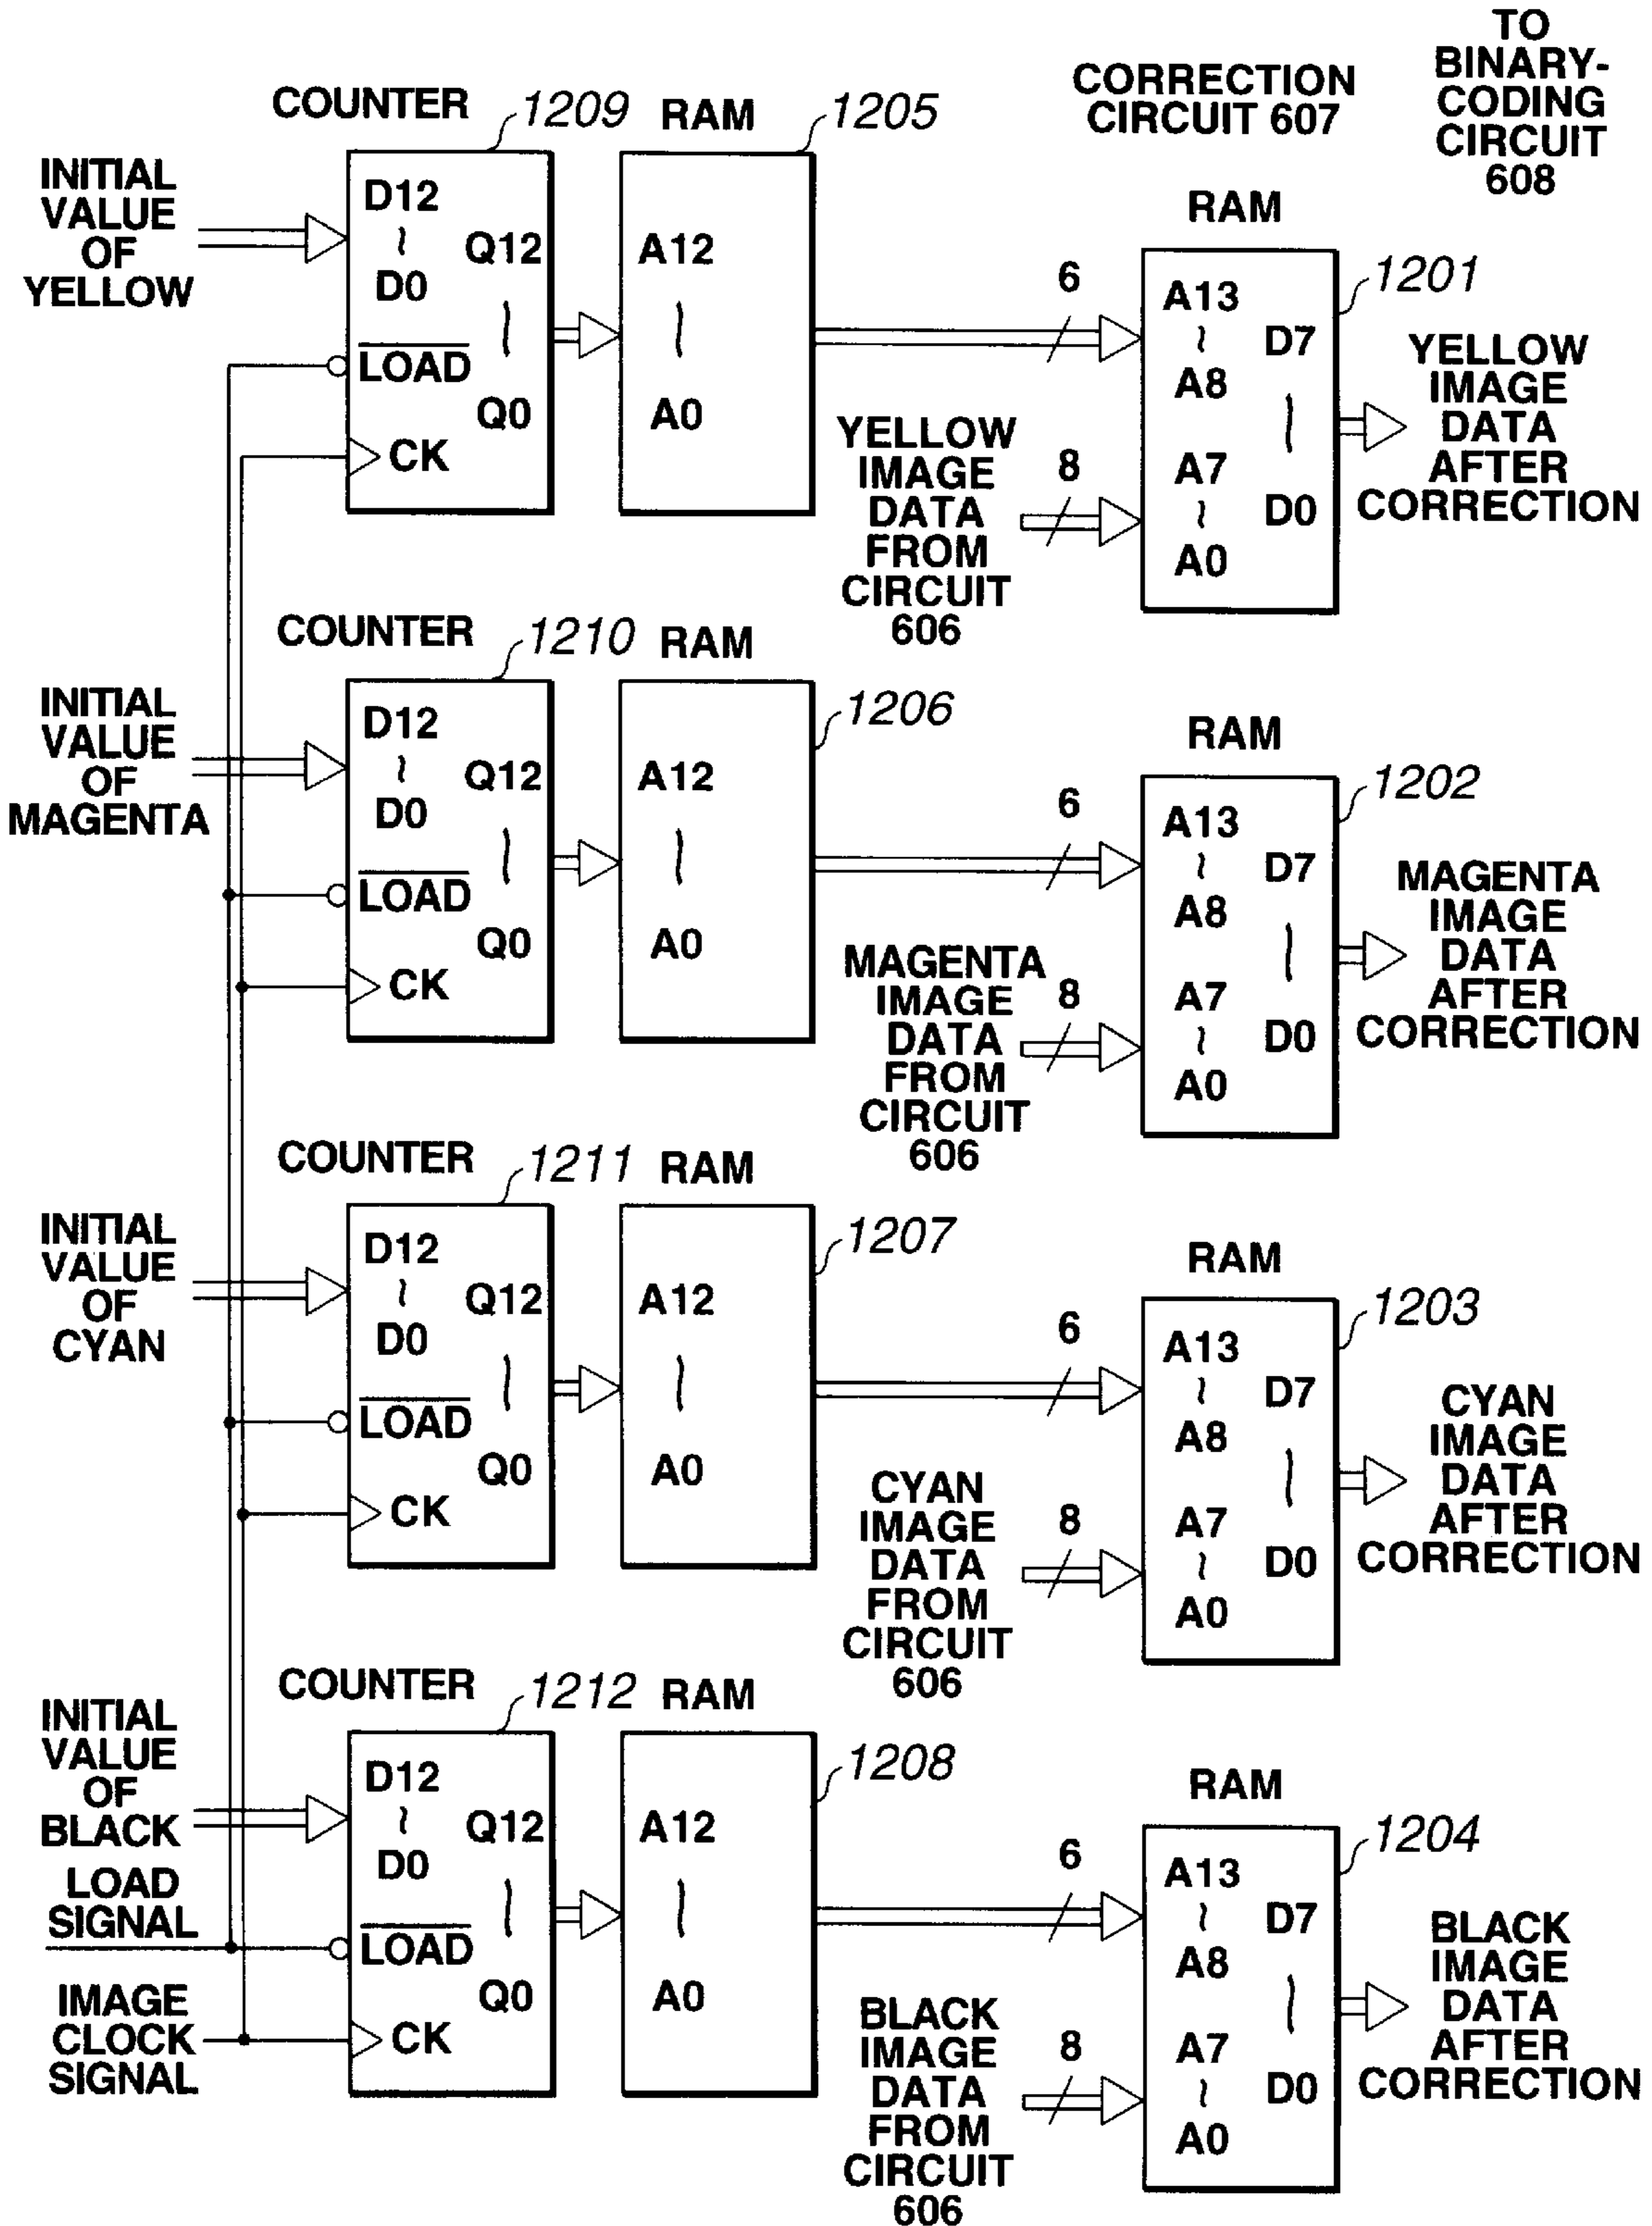 TO
BINARY-
CODING
CIRCUIT
608
CORRECTION
CIRCUIT 607
COUNTER
1209
RAM
1205
INITIAL
VALUE
OF
YELLOW
D12
~
D0
Q12
~
Q0
LOAD
CK
A12
~
A0
6
RAM
1201
A13
~
A8
D7
~
D0
A7
~
A0
YELLOW
IMAGE
DATA
FROM
CIRCUIT
606
8
YELLOW
IMAGE
DATA
AFTER
CORRECTION
COUNTER
1210
RAM
1206
INITIAL
VALUE
OF
MAGENTA
D12
~
D0
Q12
~
Q0
LOAD
CK
A12
~
A0
6
RAM
1202
A13
~
A8
D7
~
D0
A7
~
A0
MAGENTA
IMAGE
DATA
FROM
CIRCUIT
606
8
MAGENTA
IMAGE
DATA
AFTER
CORRECTION
COUNTER
1211
RAM
1207
INITIAL
VALUE
OF
CYAN
D12
~
D0
Q12
~
Q0
LOAD
CK
A12
~
A0
6
RAM
1203
A13
~
A8
D7
~
D0
A7
~
A0
CYAN
IMAGE
DATA
FROM
CIRCUIT
606
8
CYAN
IMAGE
DATA
AFTER
CORRECTION
COUNTER
1212
RAM
1208
INITIAL
VALUE
OF
BLACK
LOAD
SIGNAL
IMAGE
CLOCK
SIGNAL
D12
~
D0
Q12
~
Q0
LOAD
CK
A12
~
A0
6
RAM
1204
A13
~
A8
D7
~
D0
A7
~
A0
BLACK
IMAGE
DATA
FROM
CIRCUIT
606
8
BLACK
IMAGE
DATA
AFTER
CORRECTION